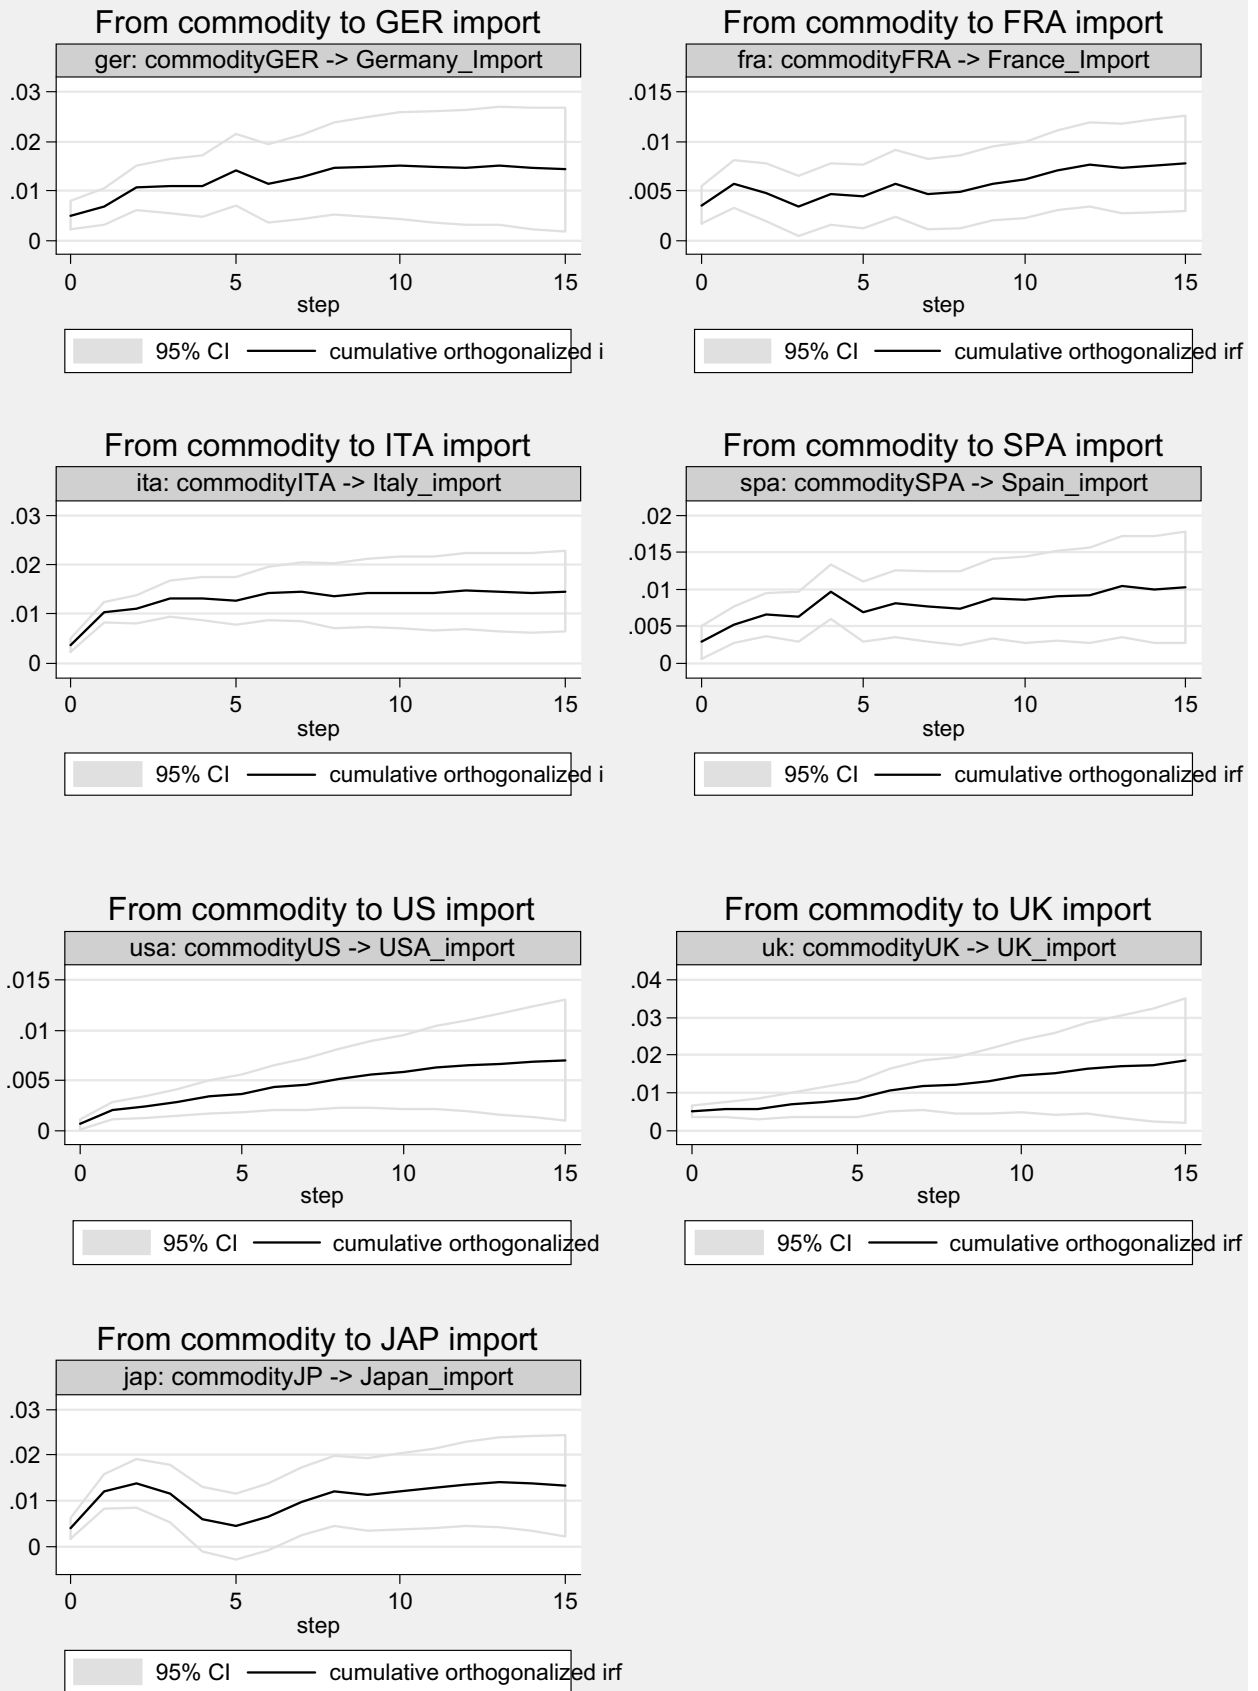 From commodity to GER import
ger: commodityGER -> Germany_Import
.03
.02
.01
0
0 5 10 15
step
95% CI cumulative orthogonalized i
From commodity to FRA import
fra: commodityFRA -> France_Import
.015
.01
.005
0
0 5 10 15
step
95% CI cumulative orthogonalized irf
From commodity to ITA import
ita: commodityITA -> Italy_import
.03
.02
.01
0
0 5 10 15
step
95% CI cumulative orthogonalized i
From commodity to SPA import
spa: commoditySPA -> Spain_import
.02
.015
.01
.005
0
0 5 10 15
step
95% CI cumulative orthogonalized irf
From commodity to US import
usa: commodityUS -> USA_import
.015
.01
.005
0
0 5 10 15
step
95% CI cumulative orthogonalized
From commodity to UK import
uk: commodityUK -> UK_import
.04
.03
.02
.01
0
0 5 10 15
step
95% CI cumulative orthogonalized irf
From commodity to JAP import
jap: commodityJP -> Japan_import
.03
.02
.01
0
0 5 10 15
step
95% CI cumulative orthogonalized irf